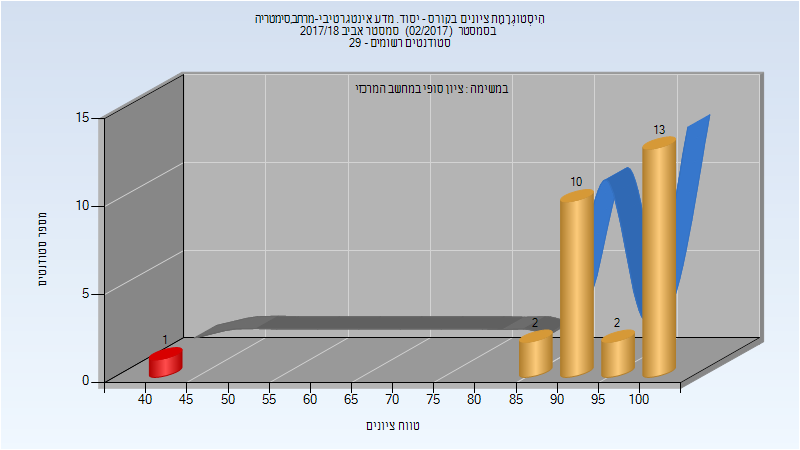 היסטוגרמת ציונים בקורס - יסוד. מדע אינטגרטיבי-מרחב,סימטריה
בסמסטר (02/2017) סמסטר אביב 2017/18
סטודנטים רשומים - 29
במשימה : ציון סופי במחשב המרכזי
15
10
5
0
מספר סטודנטים
1
2
10
2
13
40 45 50 55 60 65 70 75 80 85 90 95 100
טווח ציונים